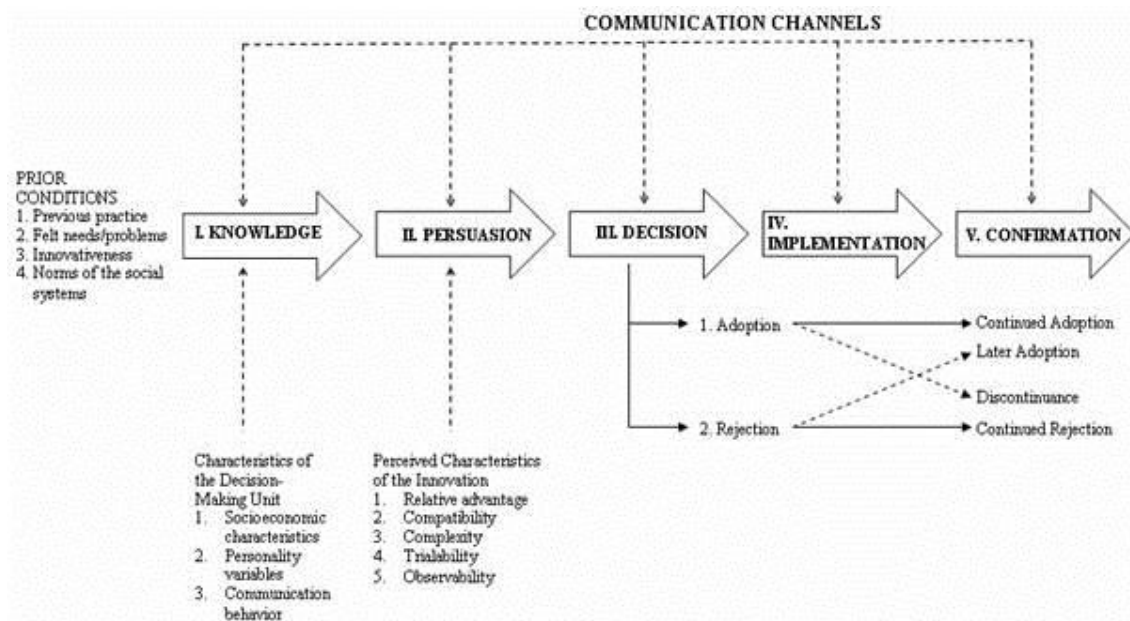 COMMUNICATION CHANNELS
PRIOR
CONDITIONS
1. Previous practice
2. Felt needs/problems
3. Innovativeness
4. Norms of the social
systems
I. KNOWLEDGE
II. PERSUASION
III. DECISION
IV.
IMPLEMENTATION
V. CONFIRMATION
1. Adoption
Continued Adoption
Later Adoption
Discontinuance
2. Rejection
Continued Rejection
Characteristics of
the Decision-
Making Unit
1. Socioeconomic
characteristics
2. Personality
variables
3. Communication
behavior
Perceived Characteristics
of the Innovation
1. Relative advantage
2. Compatibility
3. Complexity
4. Trialability
5. Observability